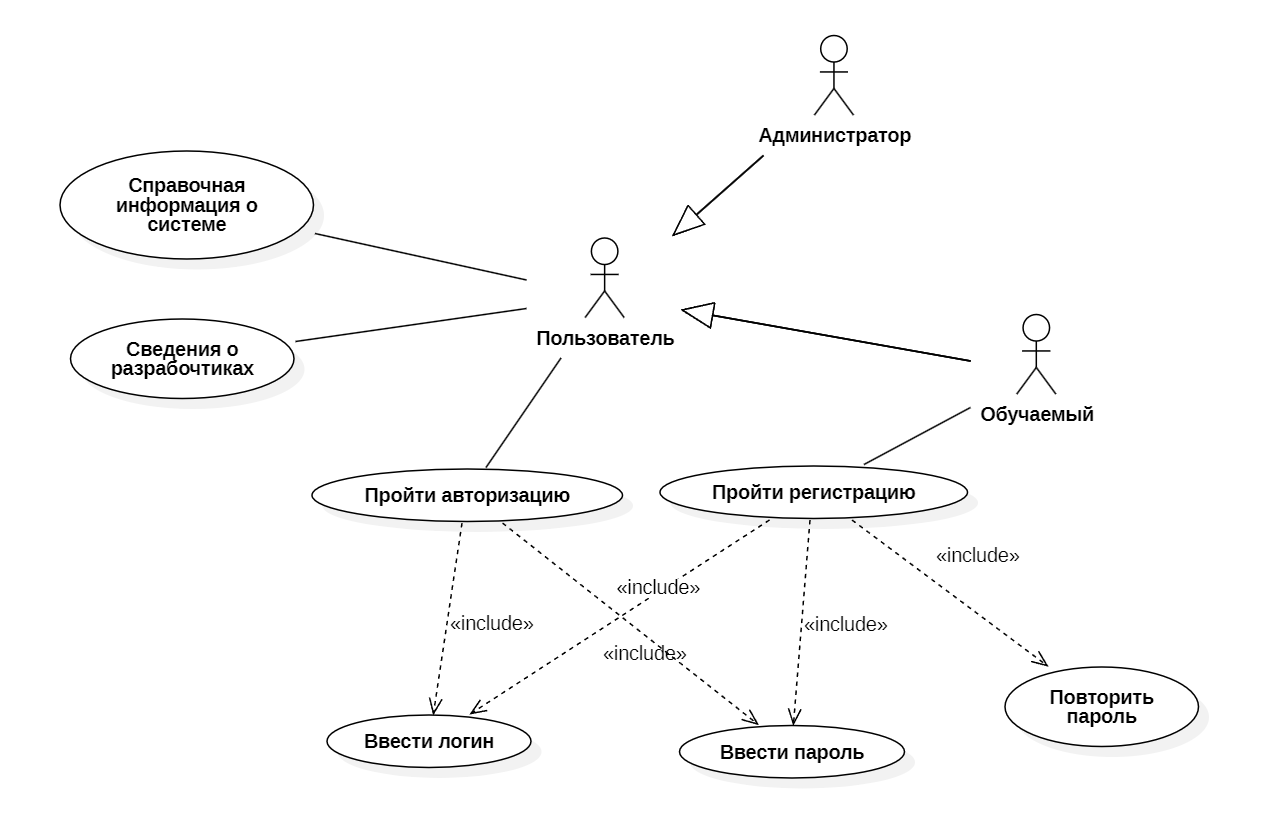 Администратор
Справочная
информация о
системе
Пользователь
Сведения о
разрабочтиках
Обучаемый
Пройти авторизацию
Пройти регистрацию
«include»
«include»
«include»
«include»
«include»
Повторить
пароль
Ввести логин
Ввести пароль